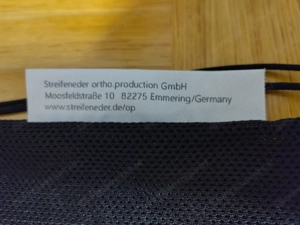 Streifeneder ortho.production GmbH
Moosfeldstraße 10 82275 Emmering/Germany
www.streifeneder.de/op